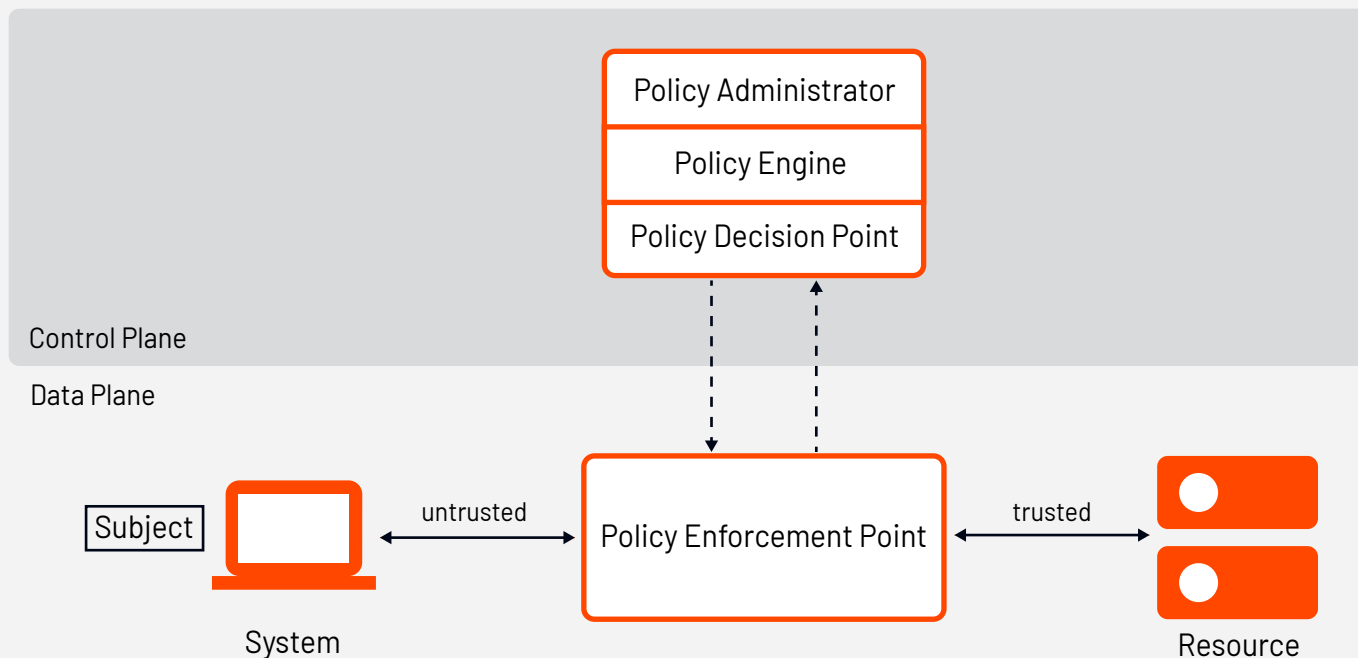 Policy Administrator
Policy Engine
Policy Decision Point
Control Plane
Data Plane
Subject
untrusted
Policy Enforcement Point
trusted
System
Resource